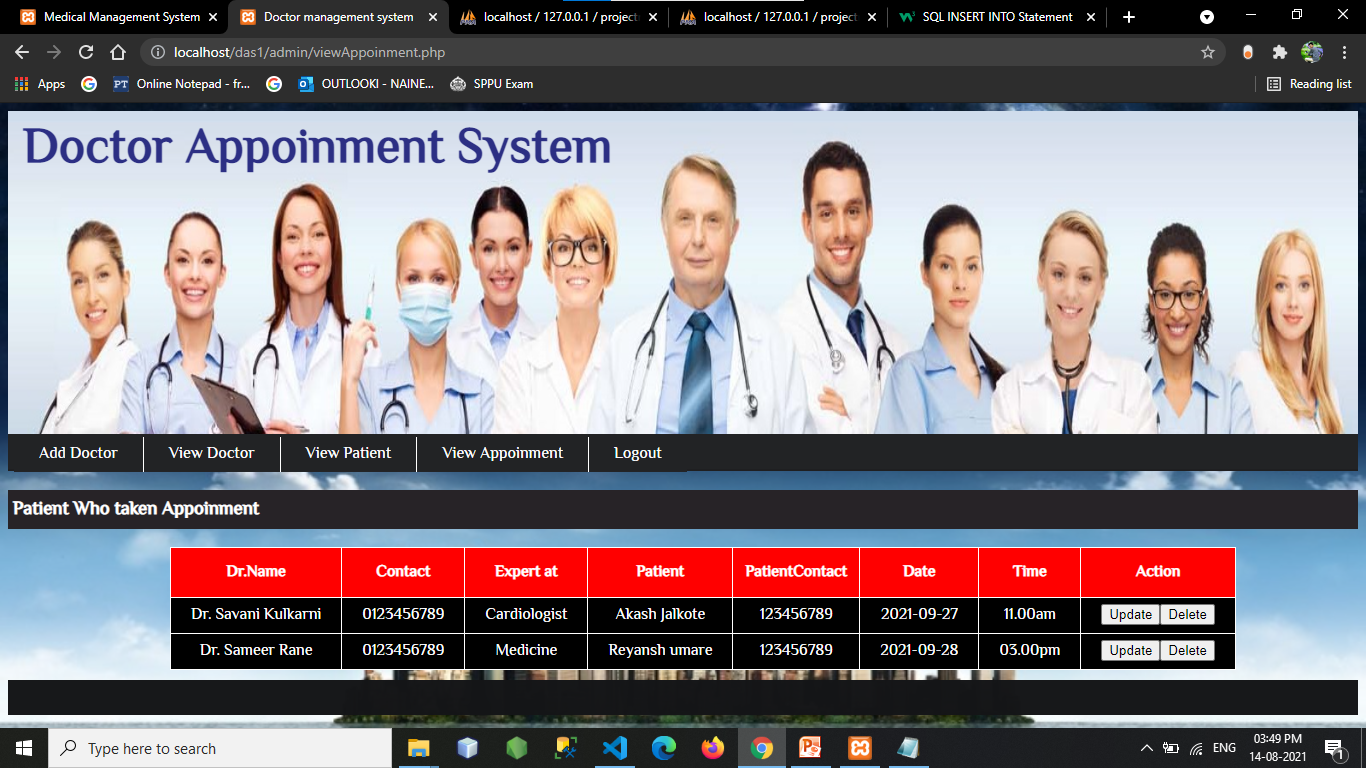 Medical Management System
Doctor management system
localhost / 127.0.0.1 / project
localhost / 127.0.0.1 / project
SQL INSERT INTO Statement
localhost/das1/admin/viewAppoinment.php
Apps
PT
Online Notepad - fr...
OUTLOOKI - NAINE...
SPPU Exam
Reading list
Doctor Appoinment System
Add Doctor View Doctor View Patient View Appoinment Logout
Patient Who taken Appoinment
Dr.Name Contact Expert at Patient PatientContact Date Time Action
Dr. Savani Kulkarni 0123456789 Cardiologist Akash Jalkote 123456789 2021-09-27 11.00am Update Delete
Dr. Sameer Rane 0123456789 Medicine Reyansh umare 123456789 2021-09-28 03.00pm Update Delete
Type here to search
ENG
03:49 PM
14-08-2021
1